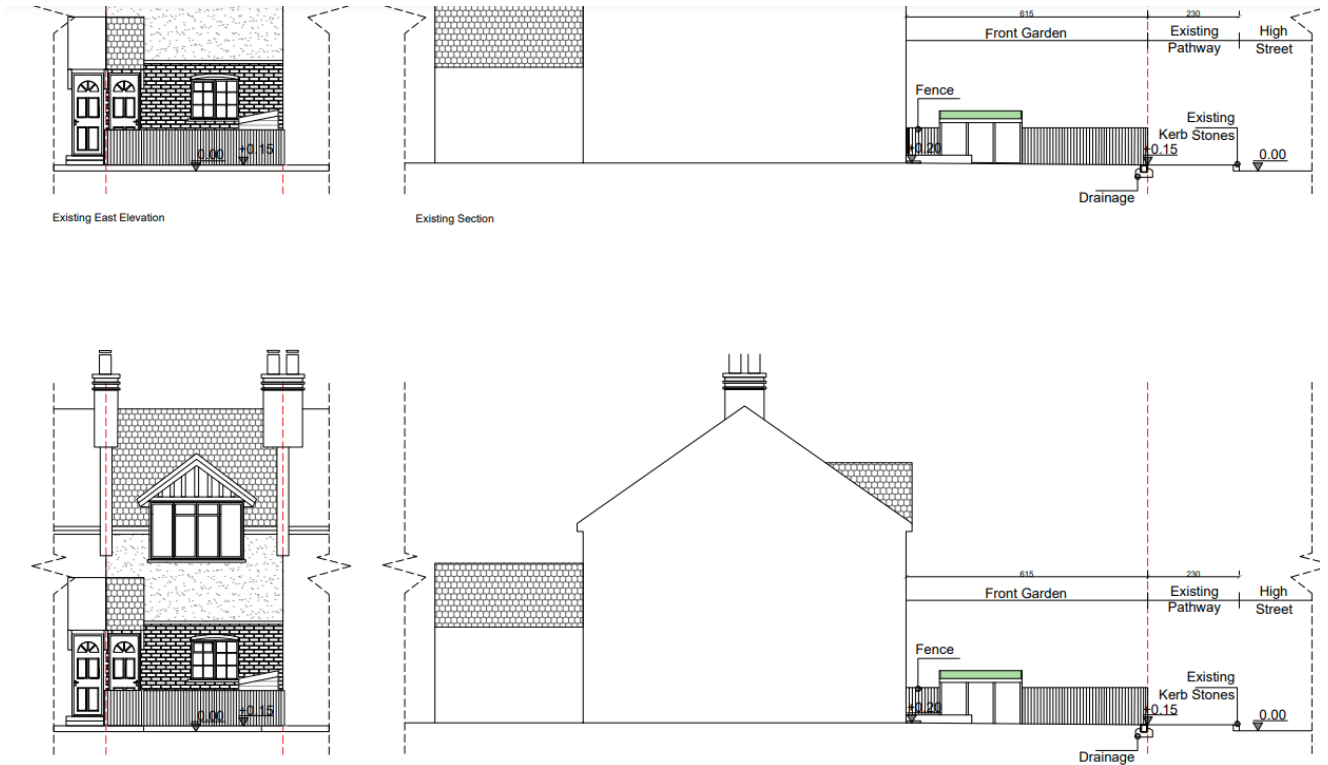 615 230
Front Garden Existing High
Pathway Street
Fence
Existing
Kerb Stones
0.00 +0.15
+0.20 +0.15 0.00
Drainage
Existing East Elevation Existing Section
615 230
Front Garden Existing High
Pathway Street
Fence
Existing
Kerb Stones
0.00 +0.15
+0.20 +0.15 0.00
Drainage